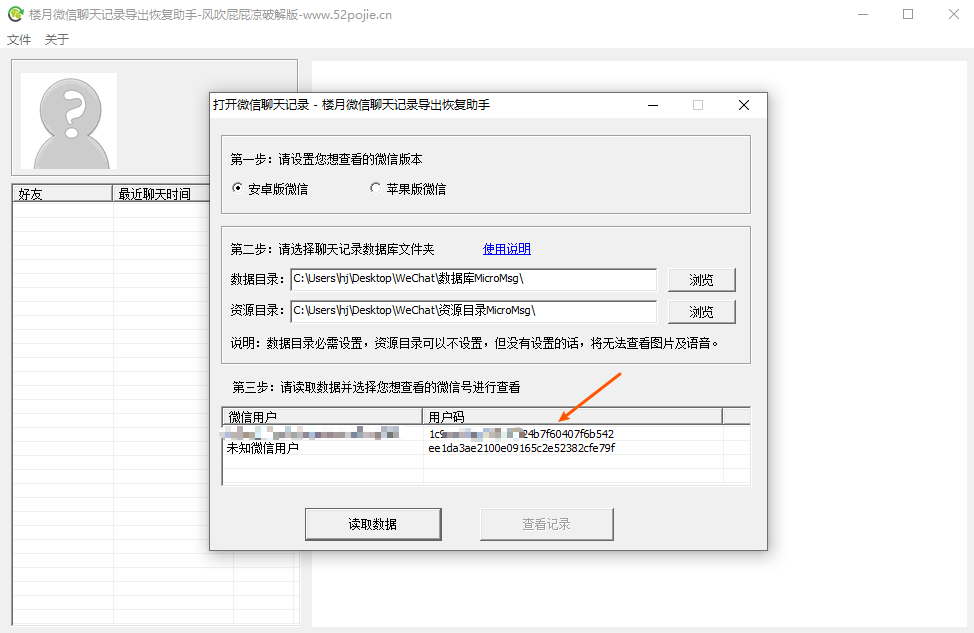 楼月微信聊天记录导出恢复助手-风吹屁屁凉破解版-www.52pojie.cn
文件 关于
好友 最近聊天时间
打开微信聊天记录 - 楼月微信聊天记录导出恢复助手
第一步：请设置您想查看的微信版本
安卓版微信 苹果版微信
第二步：请选择聊天记录数据库文件夹 使用说明
数据目录： C:\Users\hj\Desktop\WeChat\数据库MicroMsg\ 浏览
资源目录： C:\Users\hj\Desktop\WeChat\资源目录MicroMsg\ 浏览
说明：数据目录必需设置，资源目录可以不设置，但没有设置的话，将无法查看图片及语音。
第三步：请读取数据并选择您想查看的微信号进行查看
微信用户 用户码
24b7f60407f6b542
未知微信用户 ee1da3ae2100e09165c2e52382cfe79f
读取数据 查看记录